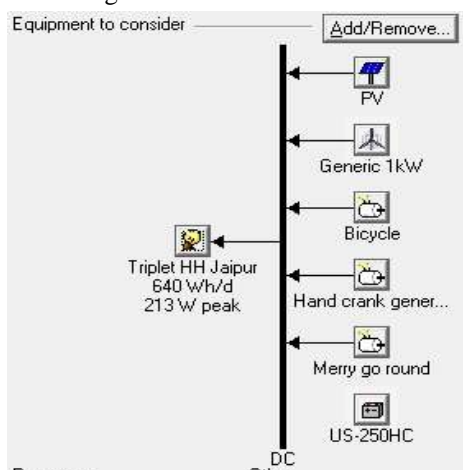 Equipment to consider
Add/Remove...
PV
Generic 1kW
Bicycle
Triplet HH Jaipur
640 Wh/d
213 W peak
Hand crank gener...
Merry go round
US-250HC
DC